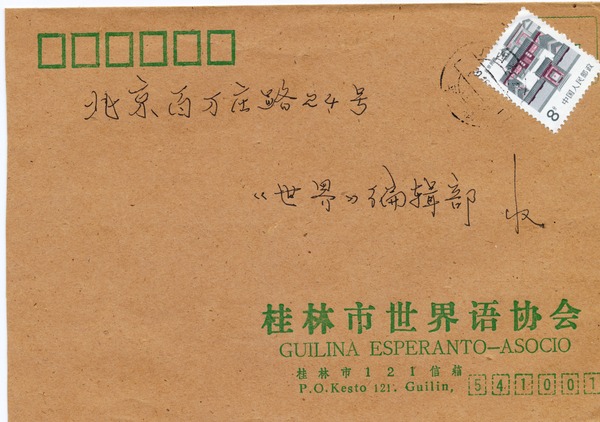 中国人民邮政
8分
北京百万庄路24号
《世界》编辑部 收
桂林市世界语协会
GUILINA ESPERANTO—ASOCIO
桂林市121信箱
P.O.Kesto 121. Guilin, 541001